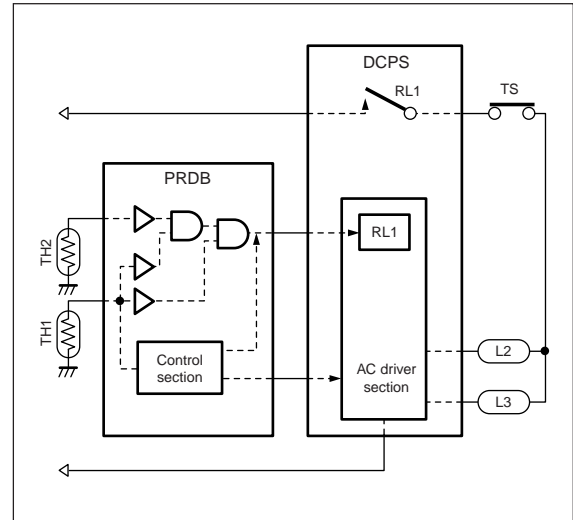 DCPS
RL1
TS
PRDB
TH2
RL1
TH1
Control
section
AC driver
section
L2
L3